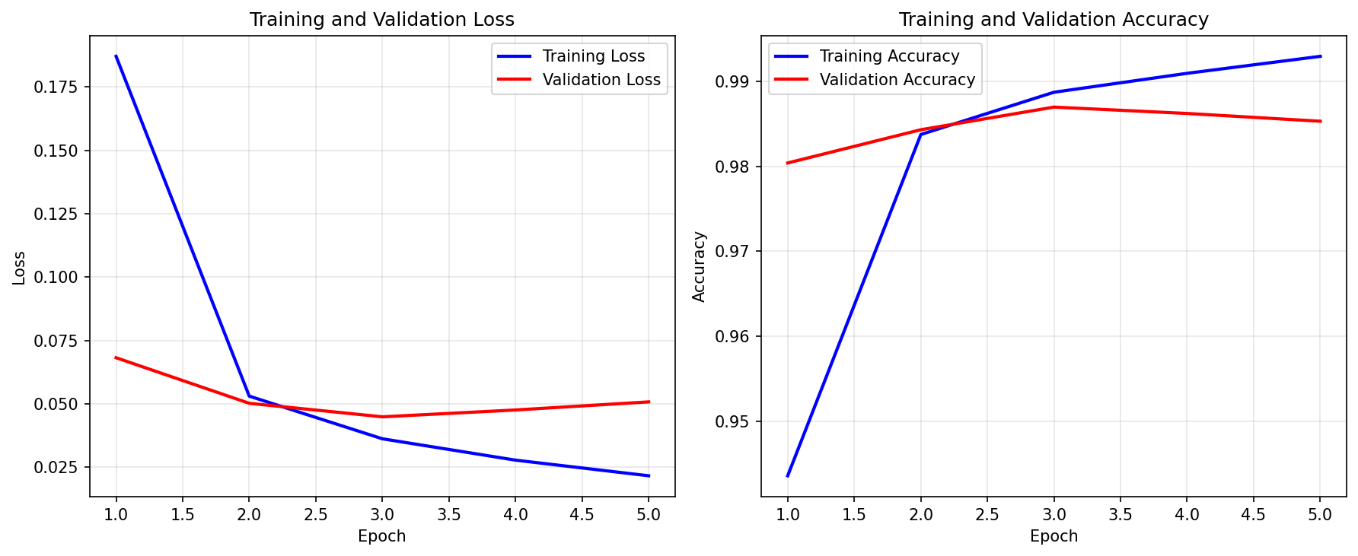 Training and Validation Loss
Training Loss
Validation Loss
0.175
0.150
0.125
0.100
0.075
0.050
0.025
Loss
1.0 1.5 2.0 2.5 3.0 3.5 4.0 4.5 5.0
Epoch
Training and Validation Accuracy
Training Accuracy
Validation Accuracy
0.99
0.98
0.97
0.96
0.95
Accuracy
1.0 1.5 2.0 2.5 3.0 3.5 4.0 4.5 5.0
Epoch